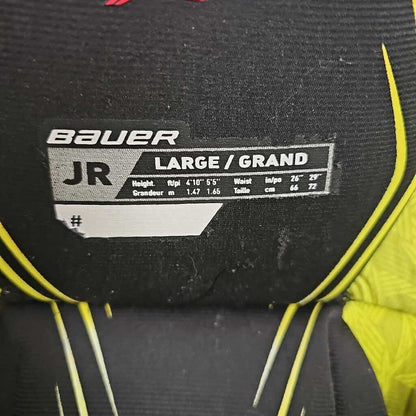 BAUER
JR LARGE / GRAND
Height. ft/pi 4'10" 5'5" Waist in/po 26" 29"
Grandeur m 1.47 1.65 Taille cm 66 72
#